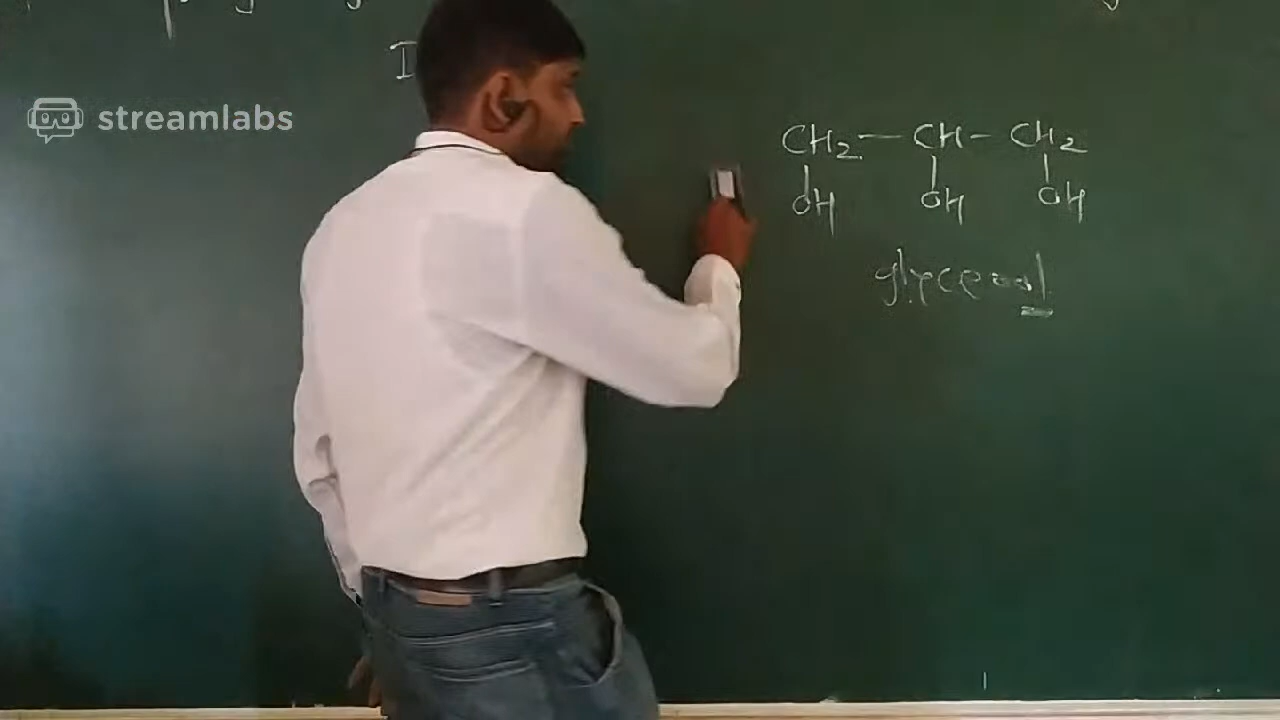 I
streamlabs
CH2 — CH - CH2
OH OH OH
glycerol